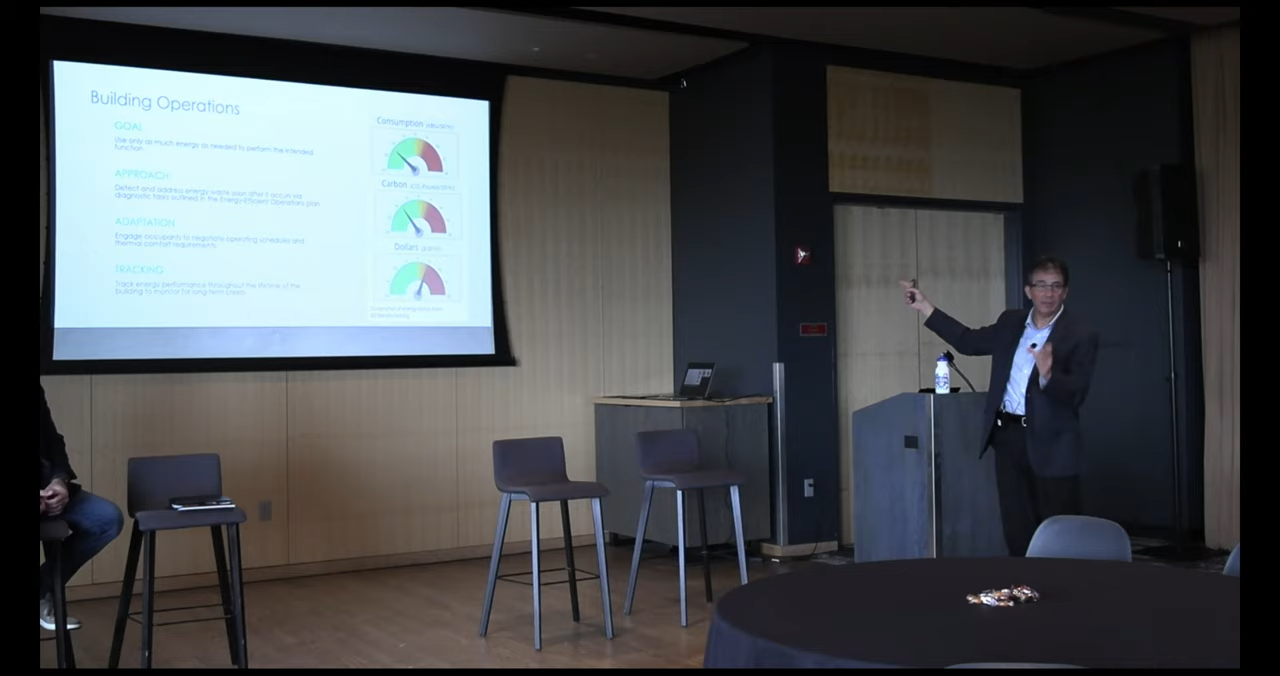 Building Operations
GOAL
Use only as much energy as needed to perform the intended
function
APPROACH
Detect and address energy waste soon after it occurs via
diagnostic tasks outlined in the Energy-Efficient Operations plan
ADAPTATION
Engage occupants to negotiate operating schedules and
thermal comfort requirements
TRACKING
Track energy performance throughout the lifetime of the
building to monitor for long term creep
Consumption
Carbon
Dollars